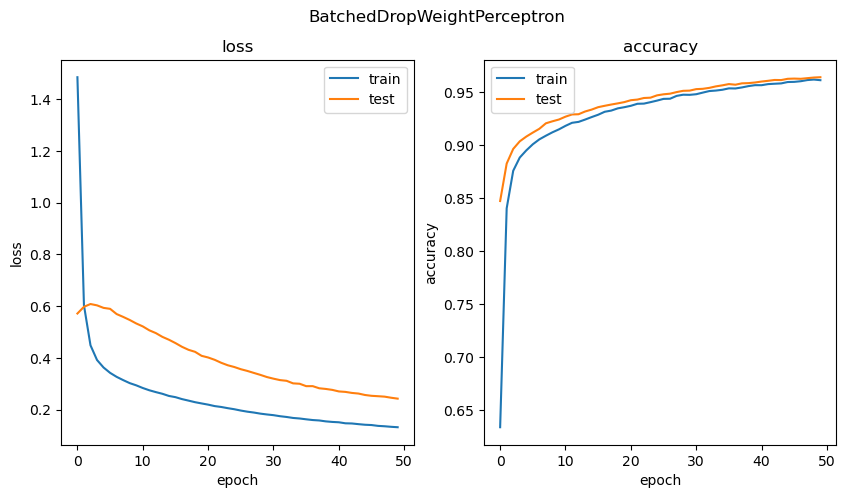 BatchedDropWeightPerceptron
loss
accuracy
train
test
train
test
loss
1.4
1.2
1.0
0.8
0.6
0.4
0.2
0 10 20 30 40 50
epoch
accuracy
0.95
0.90
0.85
0.80
0.75
0.70
0.65
0 10 20 30 40 50
epoch